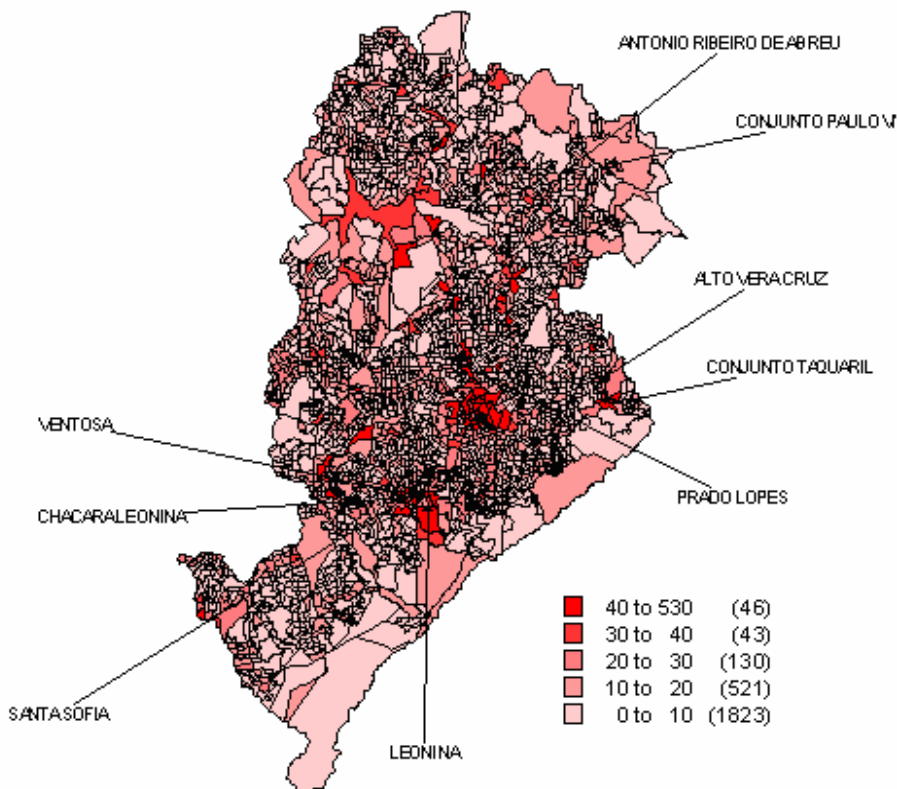 ANTONIO RIBEIRO DE ABREU
CONJUNTO PAULO VI
ALTO VERA CRUZ
CONJUNTO TAQUARIL
VENTOSA
PRADO LOPES
CHACARA LEONINA
40 to 530 (46)
30 to 40 (43)
20 to 30 (130)
10 to 20 (521)
0 to 10 (1823)
SANTA SOFIA
LEONINA